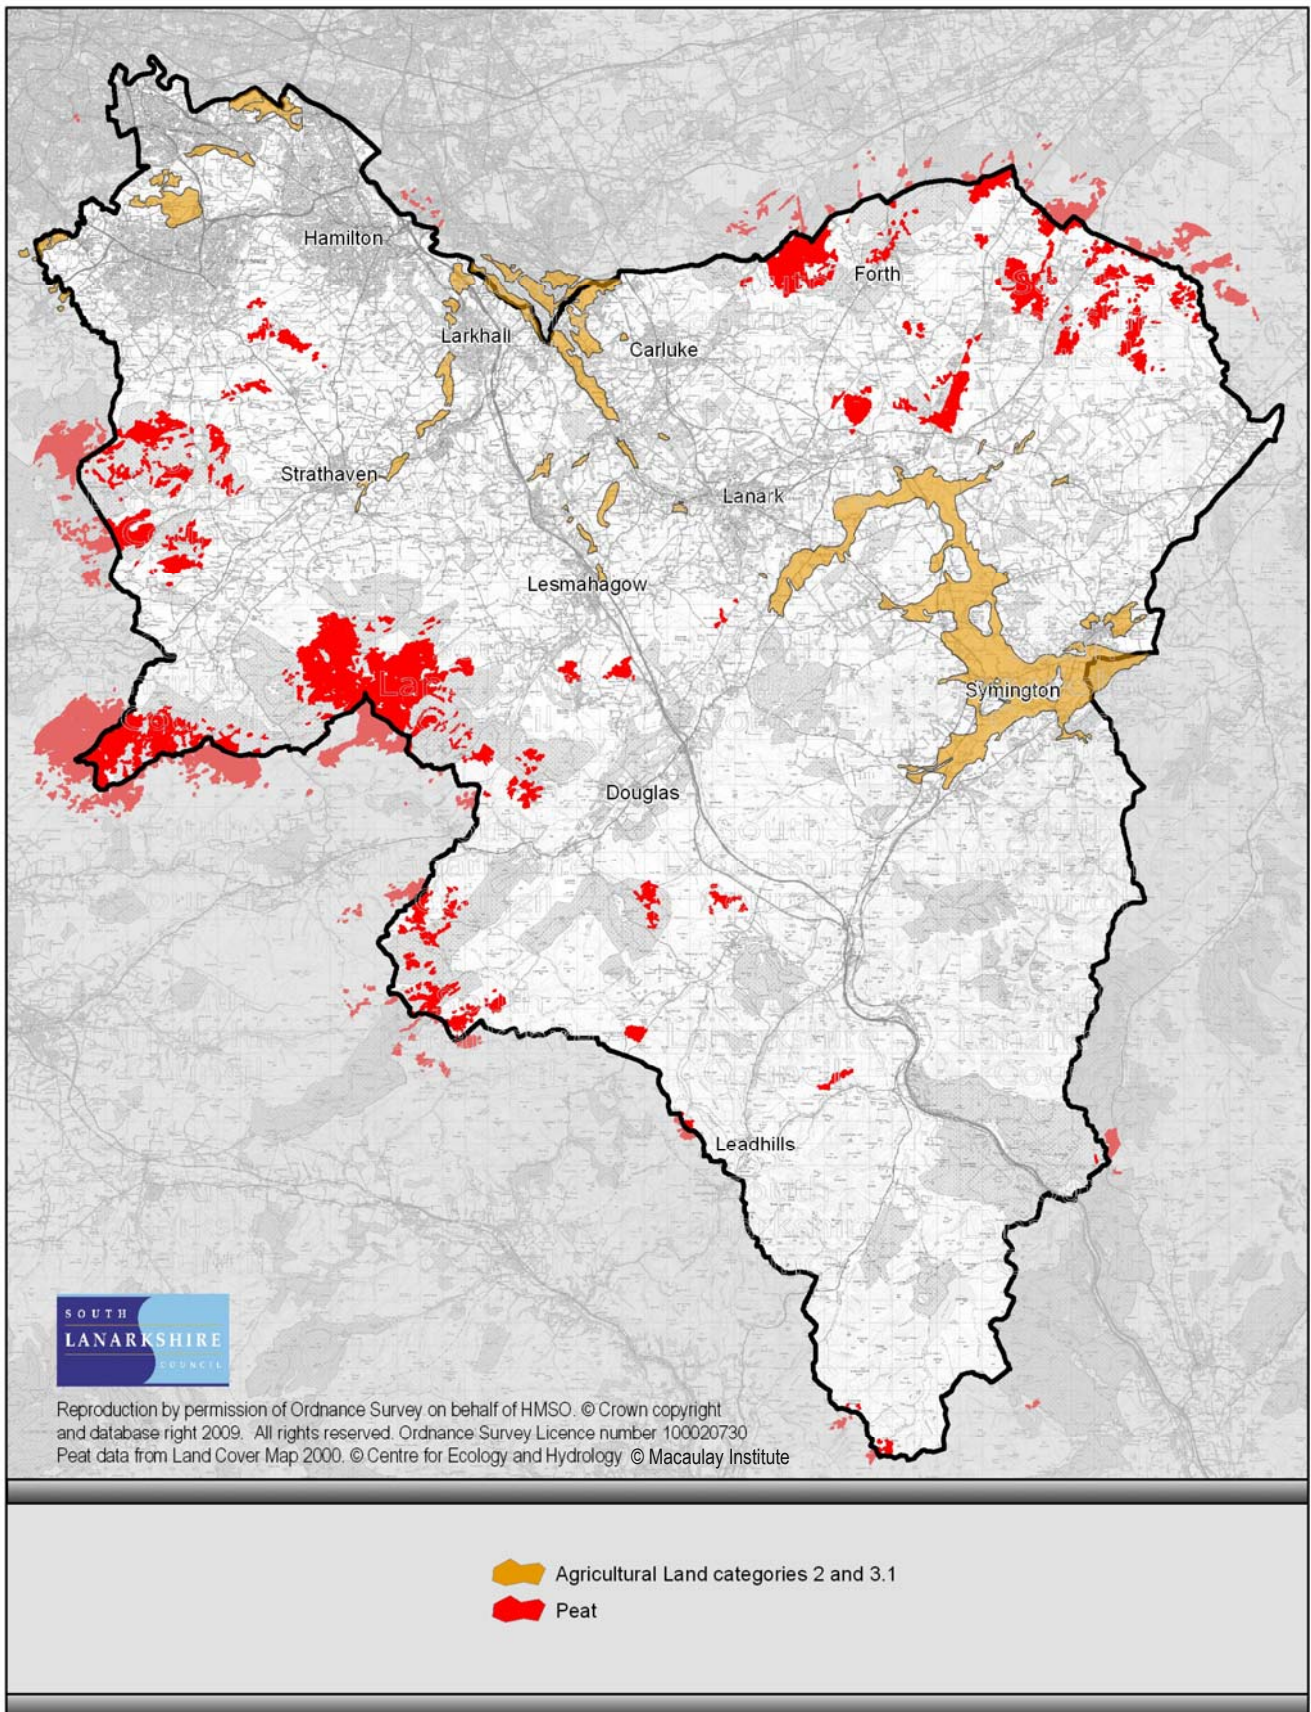 Hamilton
Forth
Larkhall
Carluke
Strathaven
Lanark
Lesmahagow
Symington
Douglas
Leadhills
SOUTH
LANARKSHIRE
COUNCIL
Reproduction by permission of Ordnance Survey on behalf of HMSO. © Crown copyright
and database right 2009. All rights reserved. Ordnance Survey Licence number 100020730
Peat data from Land Cover Map 2000. © Centre for Ecology and Hydrology © Macaulay Institute
Agricultural Land categories 2 and 3.1
Peat